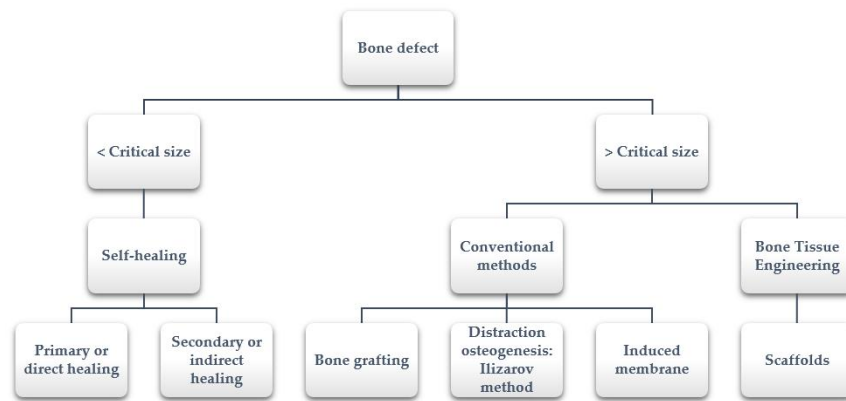 Bone defect
< Critical size
> Critical size
Self-healing
Conventional
methods
Bone Tissue
Engineering
Primary or
direct healing
Secondary or
indirect
healing
Bone grafting
Distraction
osteogenesis:
Ilizarov
method
Induced
membrane
Scaffolds